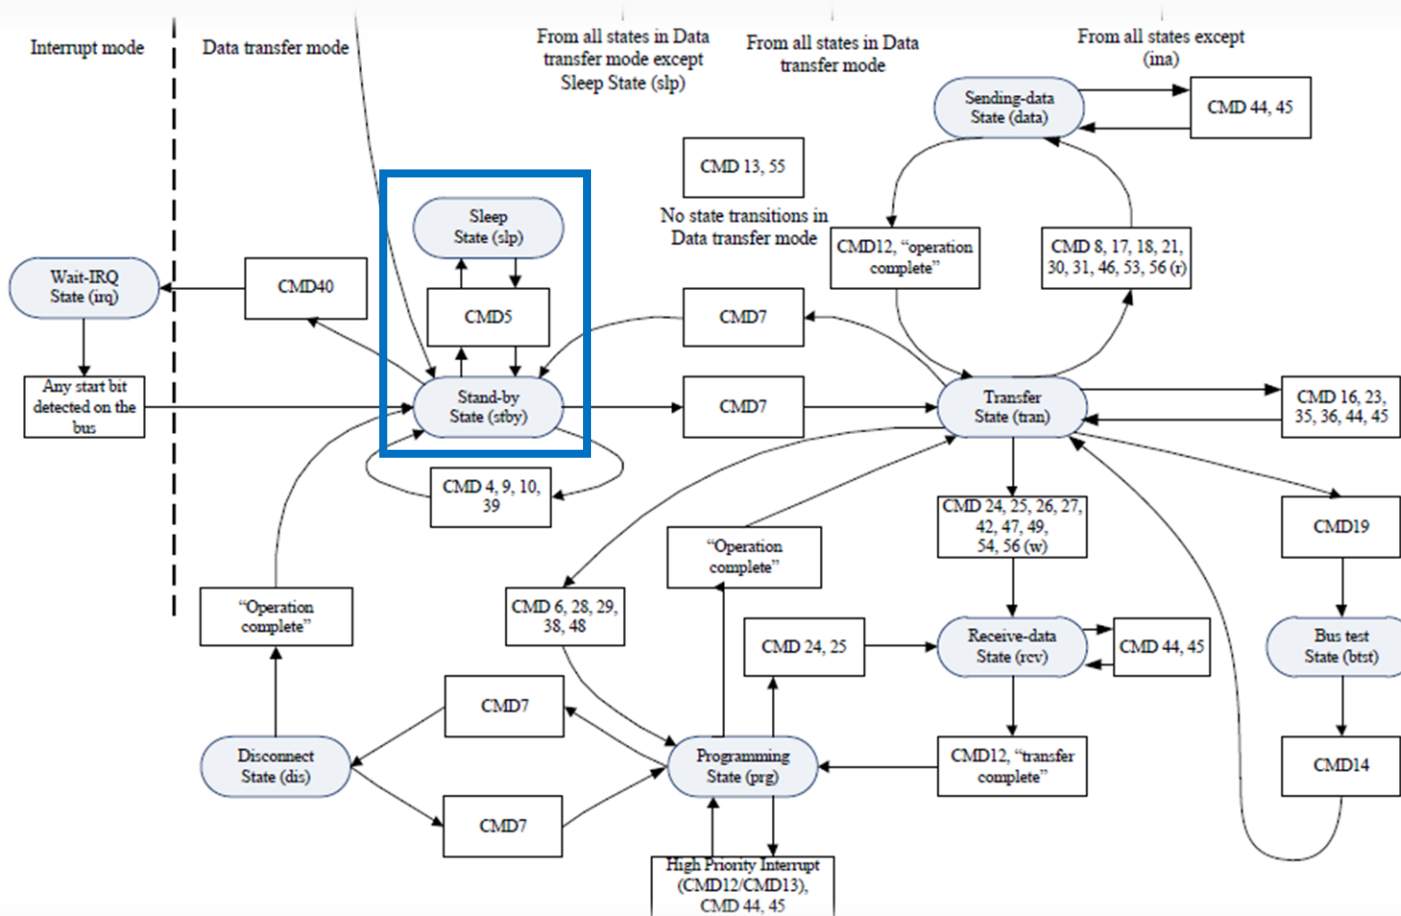 Interrupt mode
Data transfer mode
From all states in Data
transfer mode except
Sleep State (slp)
From all states in Data
transfer mode
From all states except
(ina)
Sending-data
State (data)
CMD 44, 45
CMD 13, 55
No state transitions in
Data transfer mode
Sleep
State (slp)
CMD12, “operation
complete”
CMD 8, 17, 18, 21,
30, 31, 46, 53, 56 (r)
Wait-IRQ
State (irq)
CMD40
CMD5
CMD7
Any start bit
detected on the
bus
Stand-by
State (stby)
CMD7
Transfer
State (tran)
CMD 16, 23,
35, 36, 44, 45
CMD 4, 9, 10,
39
CMD 24, 25, 26, 27,
42, 47, 49,
54, 56 (w)
CMD19
“Operation
complete”
“Operation
complete”
CMD 6, 28, 29,
38, 48
CMD 24, 25
Receive-data
State (rcv)
CMD 44, 45
Bus test
State (btst)
CMD7
Disconnect
State (dis)
Programming
State (prg)
CMD12, “transfer
complete”
CMD14
CMD7
High Priority Interrupt
(CMD12/CMD13),
CMD 44, 45